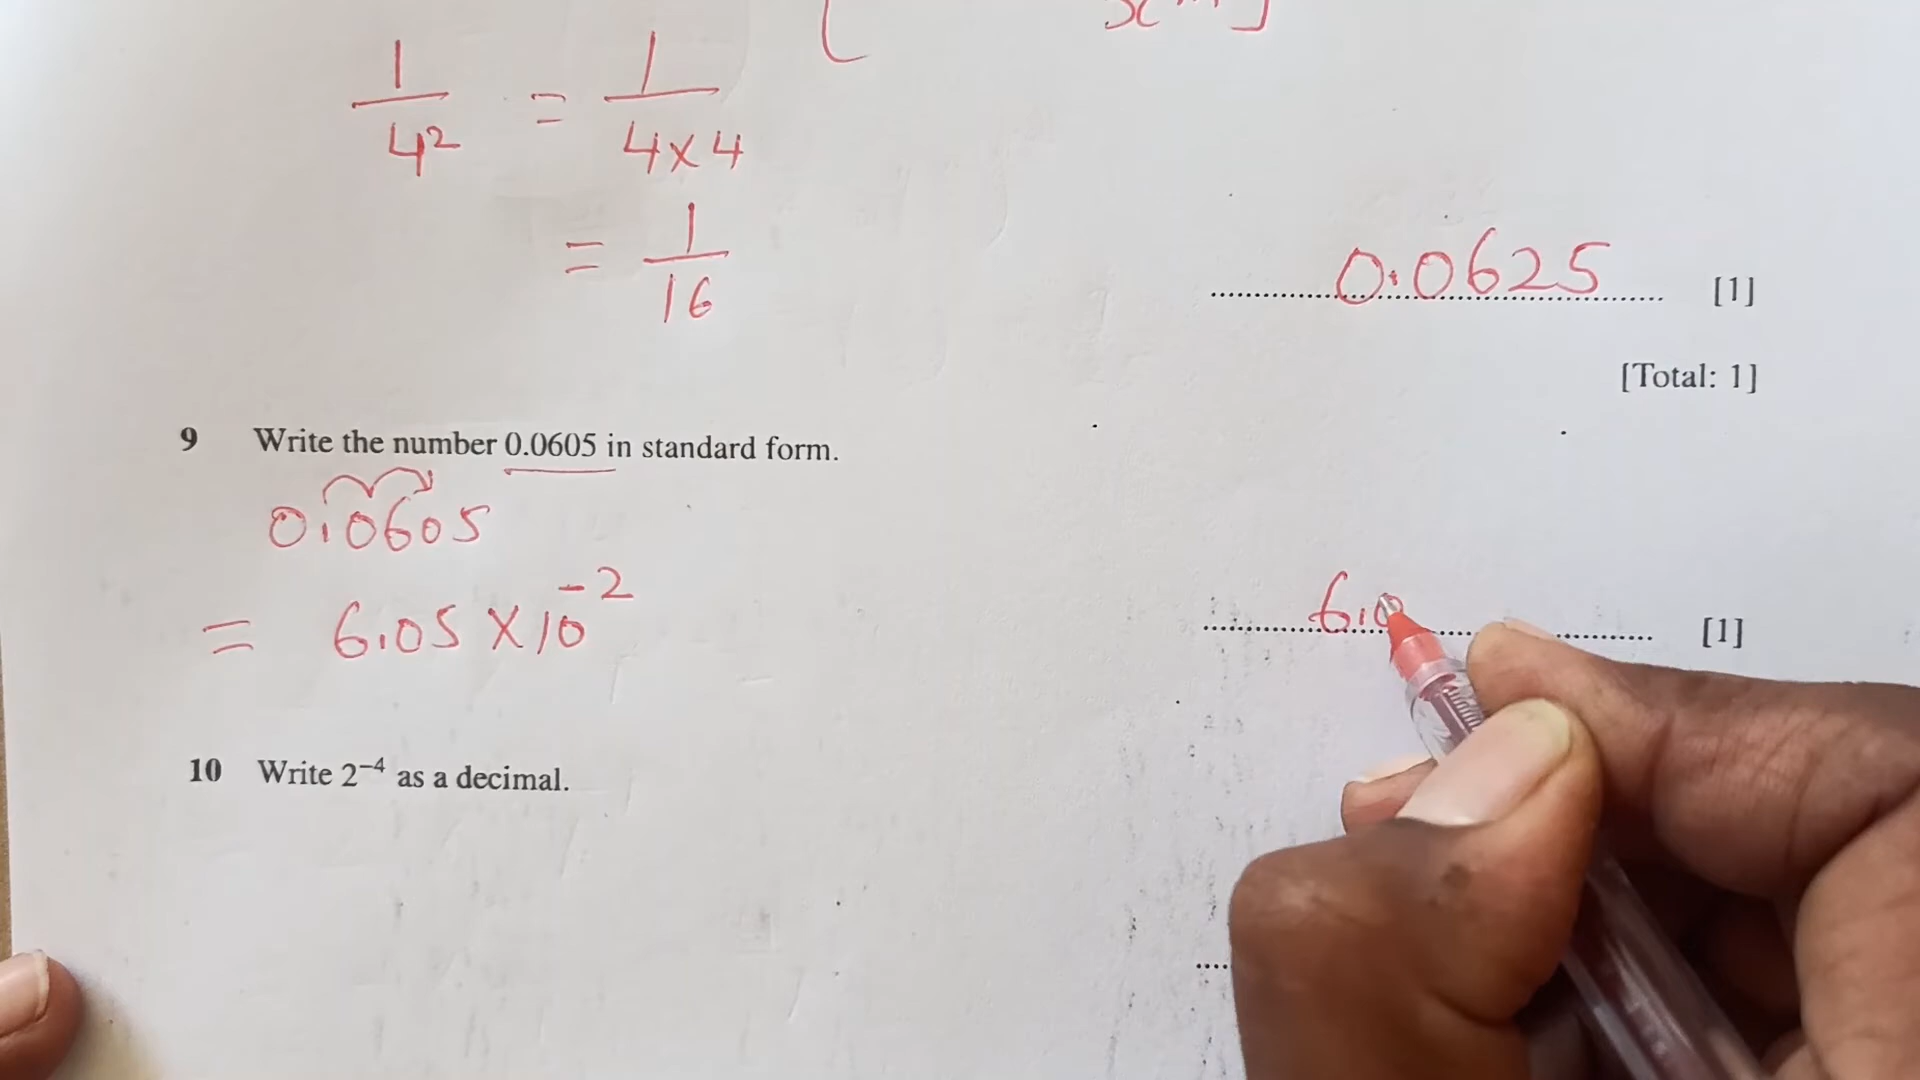 1/4² = 1/4×4
= 1/16
0.0625 [1]
[Total: 1]
9 Write the number 0.0605 in standard form.
0.0605
= 6.05 × 10⁻²
6.0 [1]
10 Write 2⁻⁴ as a decimal.